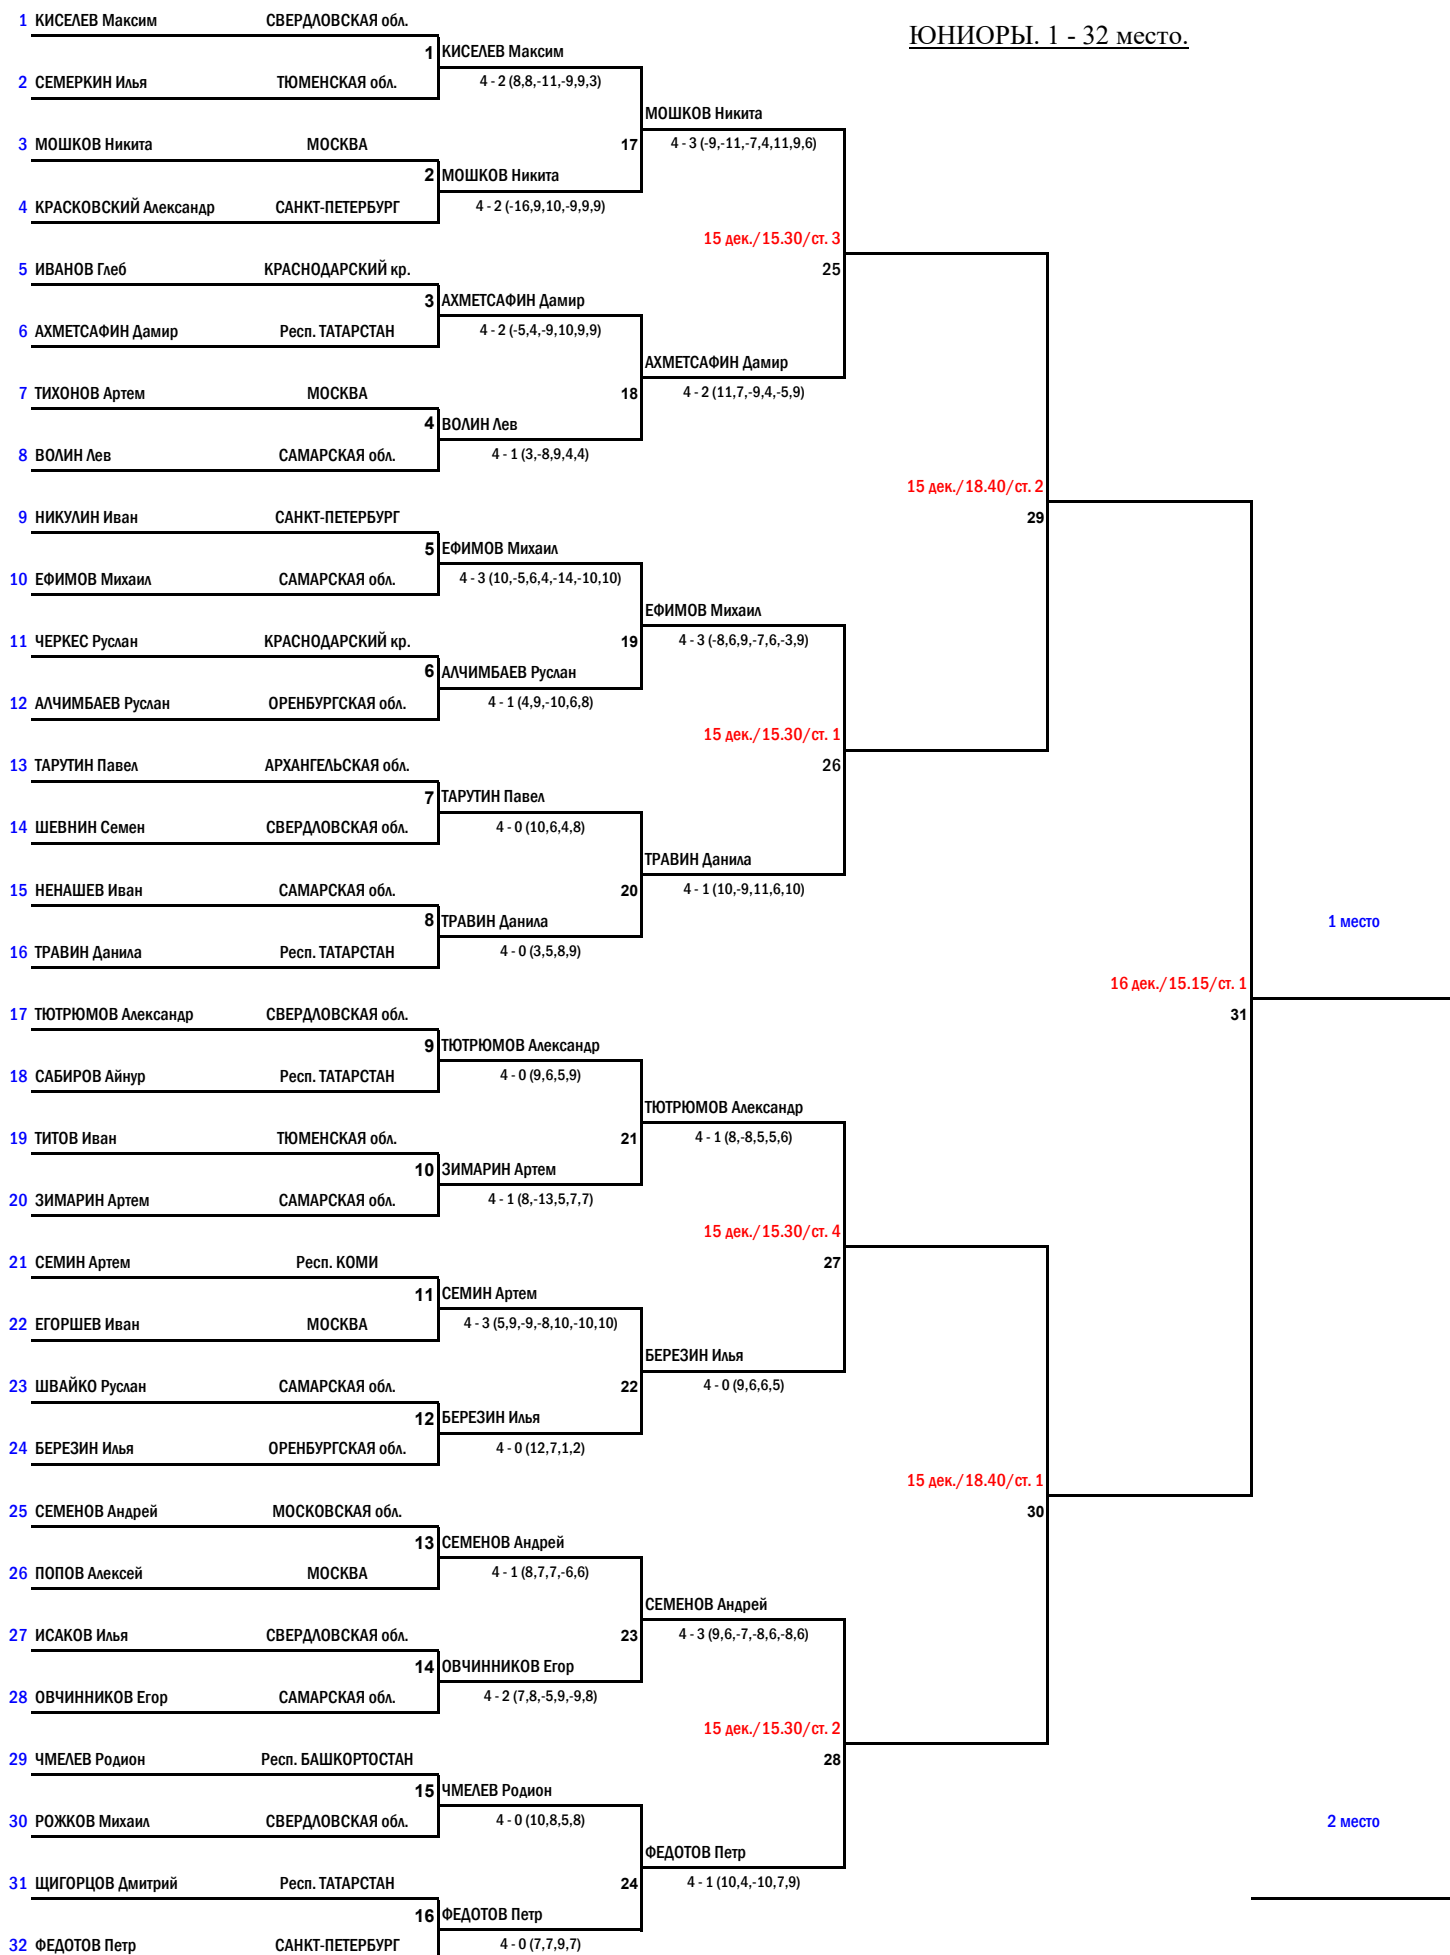 ЮНИОРЫ. 1 - 32 место.
1 КИСЕЛЕВ Максим СВЕРДЛОВСКАЯ обл.
1 КИСЕЛЕВ Максим
2 СЕМЕРКИН Илья ТЮМЕНСКАЯ обл. 4 - 2 (8,8,-11,-9,9,3)
МОШКОВ Никита
3 МОШКОВ Никита МОСКВА 17 4 - 3 (-9,-11,-7,4,11,9,6)
2 МОШКОВ Никита
4 КРАСКОВСКИЙ Александр САНКТ-ПЕТЕРБУРГ 4 - 2 (-16,9,10,-9,9,9)
15 дек./15.30/ст. 3
5 ИВАНОВ Глеб КРАСНОДАРСКИЙ кр. 25
3 АХМЕТСАФИН Дамир
6 АХМЕТСАФИН Дамир Респ. ТАТАРСТАН 4 - 2 (-5,4,-9,10,9,9)
АХМЕТСАФИН Дамир
7 ТИХОНОВ Артем МОСКВА 18 4 - 2 (11,7,-9,4,-5,9)
4 ВОЛИН Лев
8 ВОЛИН Лев САМАРСКАЯ обл. 4 - 1 (3,-8,9,4,4)
15 дек./18.40/ст. 2
9 НИКУЛИН Иван САНКТ-ПЕТЕРБУРГ 29
5 ЕФИМОВ Михаил
10 ЕФИМОВ Михаил САМАРСКАЯ обл. 4 - 3 (10,-5,6,4,-14,-10,10)
ЕФИМОВ Михаил
11 ЧЕРКЕС Руслан КРАСНОДАРСКИЙ кр. 19 4 - 3 (-8,6,9,-7,6,-3,9)
6 АЛЧИМБАЕВ Руслан
12 АЛЧИМБАЕВ Руслан ОРЕНБУРГСКАЯ обл. 4 - 1 (4,9,-10,6,8)
15 дек./15.30/ст. 1
13 ТАРУТИН Павел АРХАНГЕЛЬСКАЯ обл. 26
7 ТАРУТИН Павел
14 ШЕВНИН Семен СВЕРДЛОВСКАЯ обл. 4 - 0 (10,6,4,8)
ТРАВИН Данила
15 НЕНАШЕВ Иван САМАРСКАЯ обл. 20 4 - 1 (10,-9,11,6,10)
8 ТРАВИН Данила 1 место
16 ТРАВИН Данила Респ. ТАТАРСТАН 4 - 0 (3,5,8,9)
16 дек./15.15/ст. 1
17 ТЮТРЮМОВ Александр СВЕРДЛОВСКАЯ обл. 31
9 ТЮТРЮМОВ Александр
18 САБИРОВ Айнур Респ. ТАТАРСТАН 4 - 0 (9,6,5,9)
ТЮТРЮМОВ Александр
19 ТИТОВ Иван ТЮМЕНСКАЯ обл. 21 4 - 1 (8,-8,5,5,6)
10 ЗИМАРИН Артем
20 ЗИМАРИН Артем САМАРСКАЯ обл. 4 - 1 (8,-13,5,7,7)
15 дек./15.30/ст. 4
21 СЕМИН Артем Респ. КОМИ 27
11 СЕМИН Артем
22 ЕГОРШЕВ Иван МОСКВА 4 - 3 (5,9,-9,-8,10,-10,10)
БЕРЕЗИН Илья
23 ШВАЙКО Руслан САМАРСКАЯ обл. 22 4 - 0 (9,6,6,5)
12 БЕРЕЗИН Илья
24 БЕРЕЗИН Илья ОРЕНБУРГСКАЯ обл. 4 - 0 (12,7,1,2)
15 дек./18.40/ст. 1
25 СЕМЕНОВ Андрей МОСКОВСКАЯ обл. 30
13 СЕМЕНОВ Андрей
26 ПОПОВ Алексей МОСКВА 4 - 1 (8,7,7,-6,6)
СЕМЕНОВ Андрей
27 ИСАКОВ Илья СВЕРДЛОВСКАЯ обл. 23 4 - 3 (9,6,-7,-8,6,-8,6)
14 ОВЧИННИКОВ Егор
28 ОВЧИННИКОВ Егор САМАРСКАЯ обл. 4 - 2 (7,8,-5,9,-9,8)
15 дек./15.30/ст. 2
29 ЧМЕЛЕВ Родион Респ. БАШКОРТОСТАН 28
15 ЧМЕЛЕВ Родион
30 РОЖКОВ Михаил СВЕРДЛОВСКАЯ обл. 4 - 0 (10,8,5,8) 2 место
ФЕДОТОВ Петр
31 ЩИГОРЦОВ Дмитрий Респ. ТАТАРСТАН 24 4 - 1 (10,4,-10,7,9)
16 ФЕДОТОВ Петр
32 ФЕДОТОВ Петр САНКТ-ПЕТЕРБУРГ 4 - 0 (7,7,9,7)